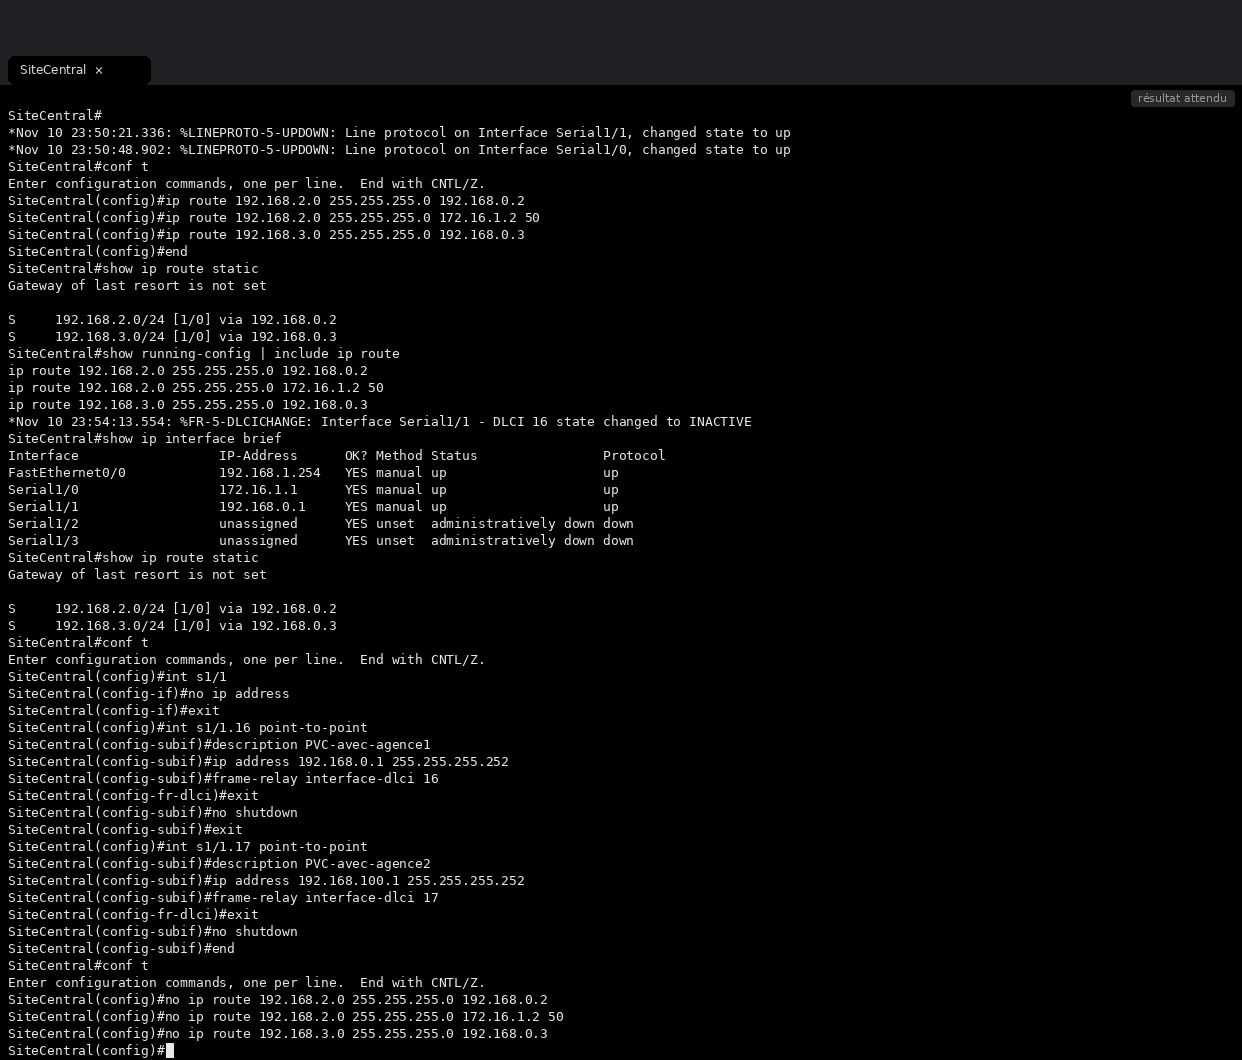 SiteCentral ×
résultat attendu
SiteCentral#
*Nov 10 23:50:21.336: %LINEPROTO-5-UPDOWN: Line protocol on Interface Serial1/1, changed state to up
*Nov 10 23:50:48.902: %LINEPROTO-5-UPDOWN: Line protocol on Interface Serial1/0, changed state to up
SiteCentral#conf t
Enter configuration commands, one per line.  End with CNTL/Z.
SiteCentral(config)#ip route 192.168.2.0 255.255.255.0 192.168.0.2
SiteCentral(config)#ip route 192.168.2.0 255.255.255.0 172.16.1.2 50
SiteCentral(config)#ip route 192.168.3.0 255.255.255.0 192.168.0.3
SiteCentral(config)#end
SiteCentral#show ip route static
Gateway of last resort is not set

S     192.168.2.0/24 [1/0] via 192.168.0.2
S     192.168.3.0/24 [1/0] via 192.168.0.3
SiteCentral#show running-config | include ip route
ip route 192.168.2.0 255.255.255.0 192.168.0.2
ip route 192.168.2.0 255.255.255.0 172.16.1.2 50
ip route 192.168.3.0 255.255.255.0 192.168.0.3
*Nov 10 23:54:13.554: %FR-5-DLCICHANGE: Interface Serial1/1 - DLCI 16 state changed to INACTIVE
SiteCentral#show ip interface brief
Interface                  IP-Address      OK? Method Status                Protocol
FastEthernet0/0            192.168.1.254   YES manual up                    up
Serial1/0                  172.16.1.1      YES manual up                    up
Serial1/1                  192.168.0.1     YES manual up                    up
Serial1/2                  unassigned      YES unset  administratively down down
Serial1/3                  unassigned      YES unset  administratively down down
SiteCentral#show ip route static
Gateway of last resort is not set

S     192.168.2.0/24 [1/0] via 192.168.0.2
S     192.168.3.0/24 [1/0] via 192.168.0.3
SiteCentral#conf t
Enter configuration commands, one per line.  End with CNTL/Z.
SiteCentral(config)#int s1/1
SiteCentral(config-if)#no ip address
SiteCentral(config-if)#exit
SiteCentral(config)#int s1/1.16 point-to-point
SiteCentral(config-subif)#description PVC-avec-agence1
SiteCentral(config-subif)#ip address 192.168.0.1 255.255.255.252
SiteCentral(config-subif)#frame-relay interface-dlci 16
SiteCentral(config-fr-dlci)#exit
SiteCentral(config-subif)#no shutdown
SiteCentral(config-subif)#exit
SiteCentral(config)#int s1/1.17 point-to-point
SiteCentral(config-subif)#description PVC-avec-agence2
SiteCentral(config-subif)#ip address 192.168.100.1 255.255.255.252
SiteCentral(config-subif)#frame-relay interface-dlci 17
SiteCentral(config-fr-dlci)#exit
SiteCentral(config-subif)#no shutdown
SiteCentral(config-subif)#end
SiteCentral#conf t
Enter configuration commands, one per line.  End with CNTL/Z.
SiteCentral(config)#no ip route 192.168.2.0 255.255.255.0 192.168.0.2
SiteCentral(config)#no ip route 192.168.2.0 255.255.255.0 172.16.1.2 50
SiteCentral(config)#no ip route 192.168.3.0 255.255.255.0 192.168.0.3
SiteCentral(config)#